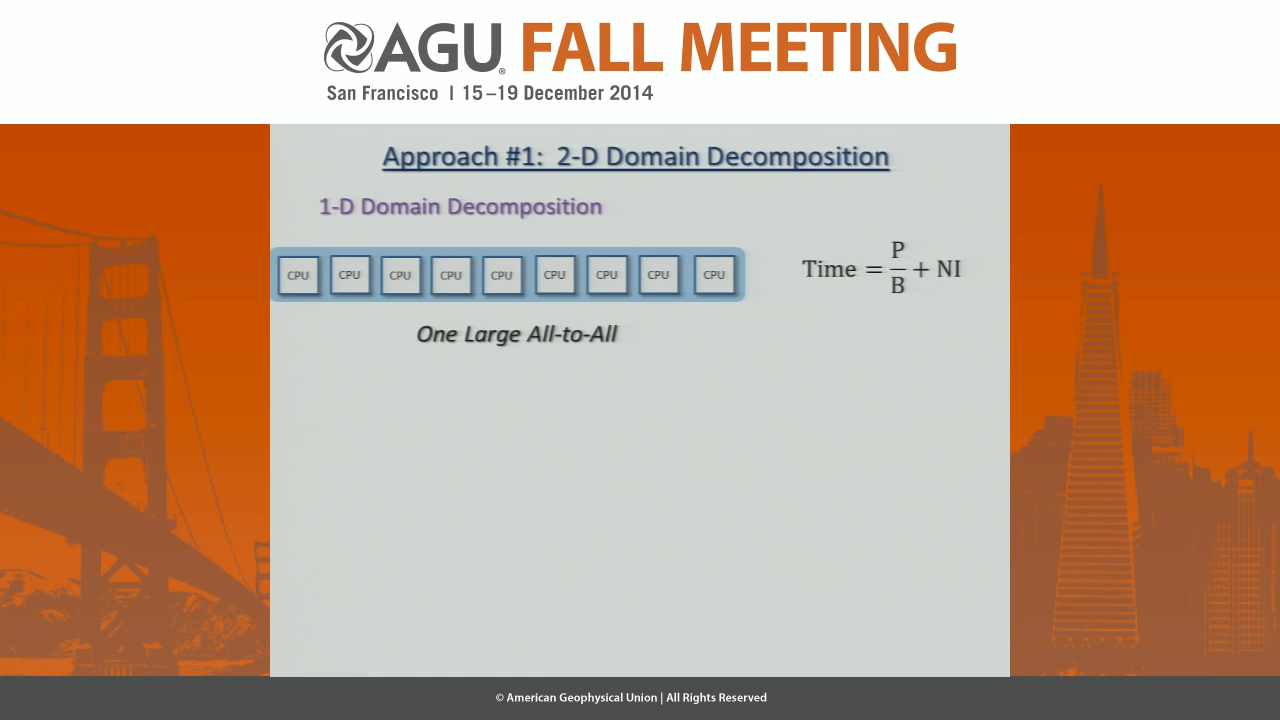 AGU® FALL MEETING
San Francisco | 15–19 December 2014
Approach #1: 2-D Domain Decomposition
1-D Domain Decomposition
CPU CPU CPU CPU CPU CPU CPU CPU CPU
Time = P/B + NI
One Large All-to-All
© American Geophysical Union | All Rights Reserved